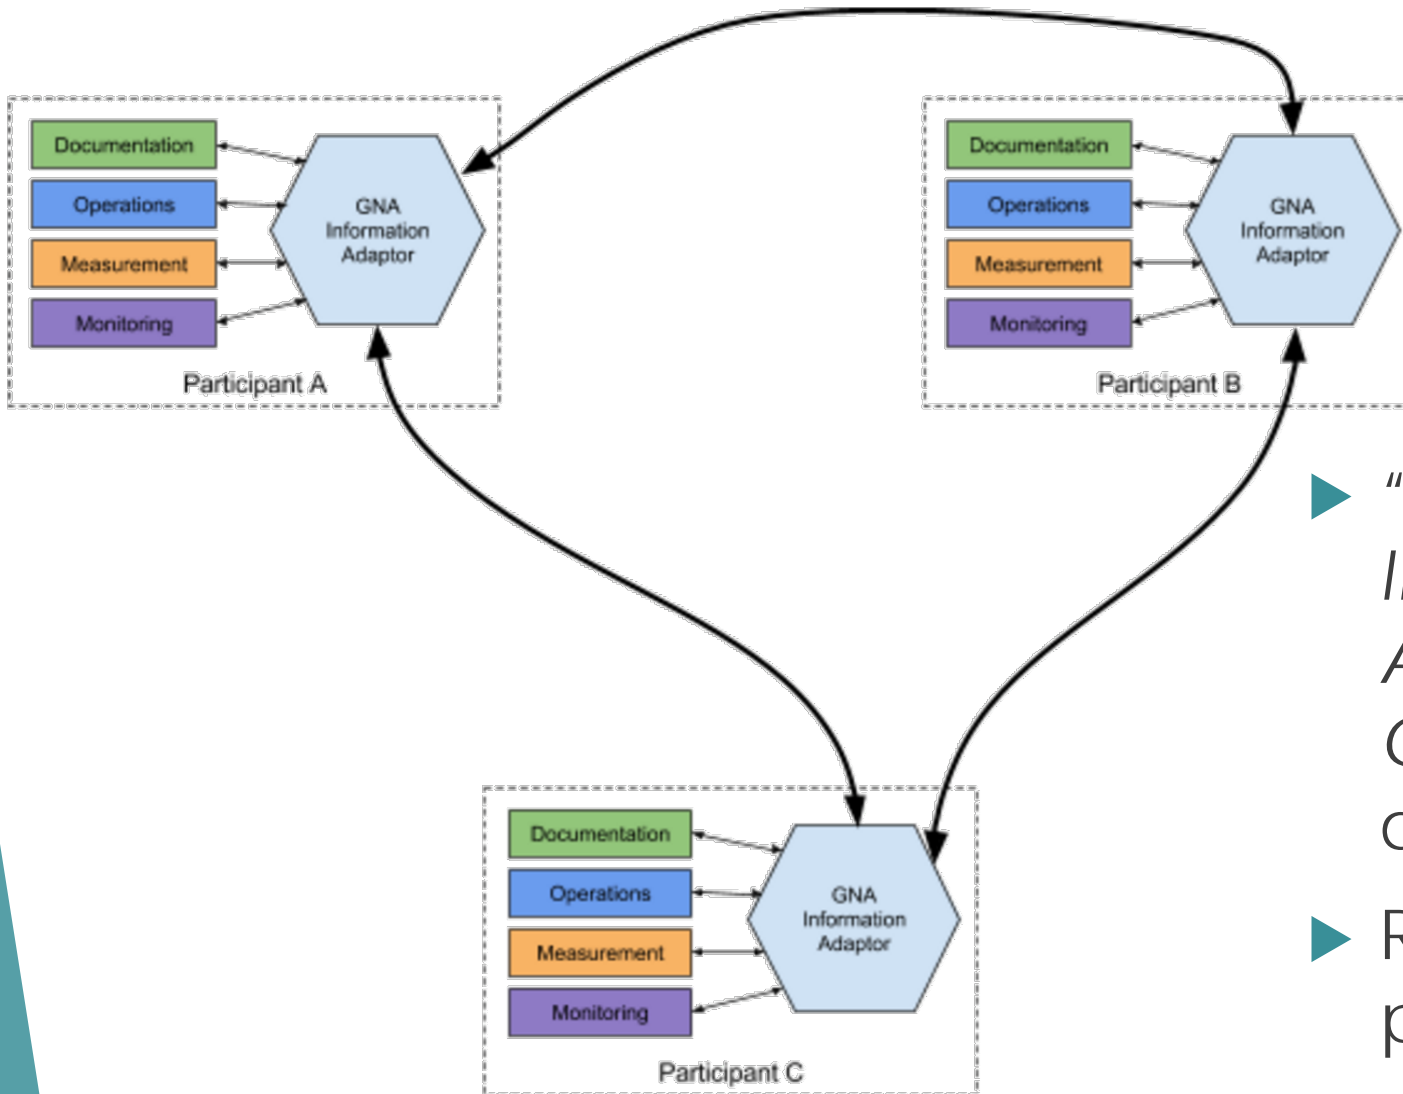 Documentation
Operations
Measurement
Monitoring
GNA
Information
Adaptor
Participant A
Documentation
Operations
Measurement
Monitoring
GNA
Information
Adaptor
Participant B
Documentation
Operations
Measurement
Monitoring
GNA
Information
Adaptor
Participant C